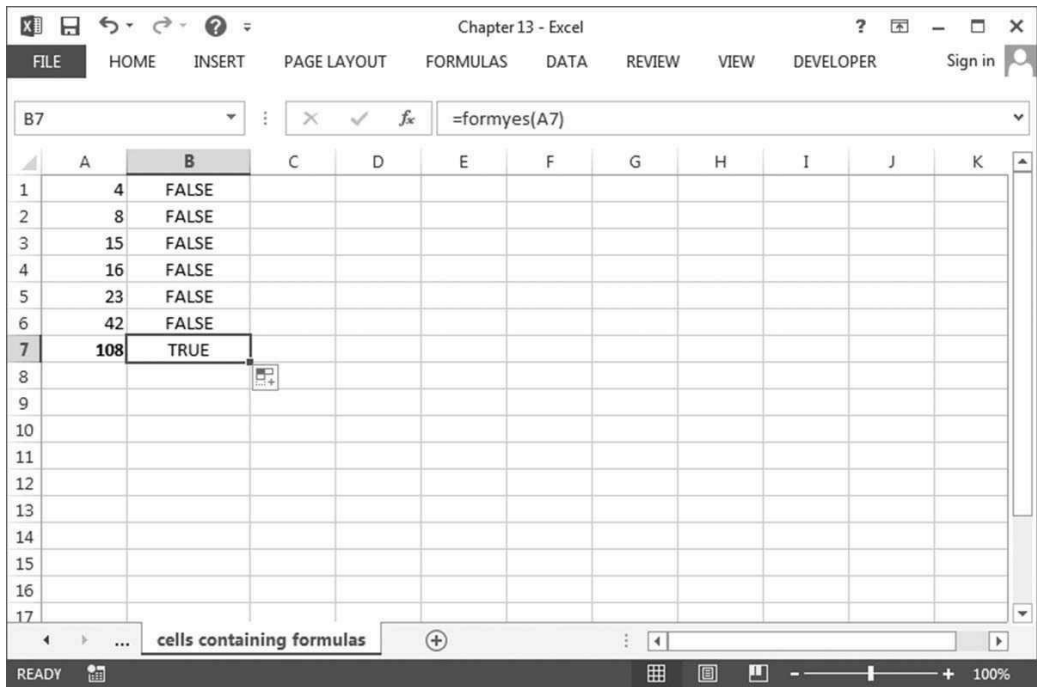 Chapter 13 - Excel ?
FILE HOME INSERT PAGE LAYOUT FORMULAS DATA REVIEW VIEW DEVELOPER Sign in
B7 fx =formyes(A7)
A B C D E F G H I J K
1 4 FALSE
2 8 FALSE
3 15 FALSE
4 16 FALSE
5 23 FALSE
6 42 FALSE
7 108 TRUE
8
9
10
11
12
13
14
15
16
17
... cells containing formulas
READY 100%